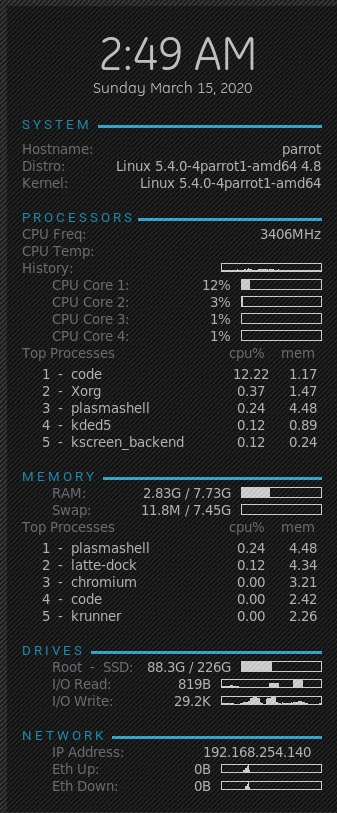 2:49 AM
Sunday March 15, 2020
SYSTEM
Hostname: parrot
Distro: Linux 5.4.0-4parrot1-amd64 4.8
Kernel: Linux 5.4.0-4parrot1-amd64
PROCESSORS
CPU Freq: 3406MHz
CPU Temp:
History:
CPU Core 1: 12%
CPU Core 2: 3%
CPU Core 3: 1%
CPU Core 4: 1%
Top Processes cpu% mem
1 - code 12.22 1.17
2 - Xorg 0.37 1.47
3 - plasmashell 0.24 4.48
4 - kded5 0.12 0.89
5 - kscreen_backend 0.12 0.24
MEMORY
RAM: 2.83G / 7.73G
Swap: 11.8M / 7.45G
Top Processes cpu% mem
1 - plasmashell 0.24 4.48
2 - latte-dock 0.12 4.34
3 - chromium 0.00 3.21
4 - code 0.00 2.42
5 - krunner 0.00 2.26
DRIVES
Root - SSD: 88.3G / 226G
I/O Read: 819B
I/O Write: 29.2K
NETWORK
IP Address: 192.168.254.140
Eth Up: 0B
Eth Down: 0B